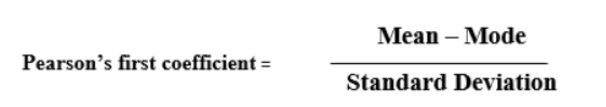 Mean – Mode
Pearson's first coefficient =
Standard Deviation